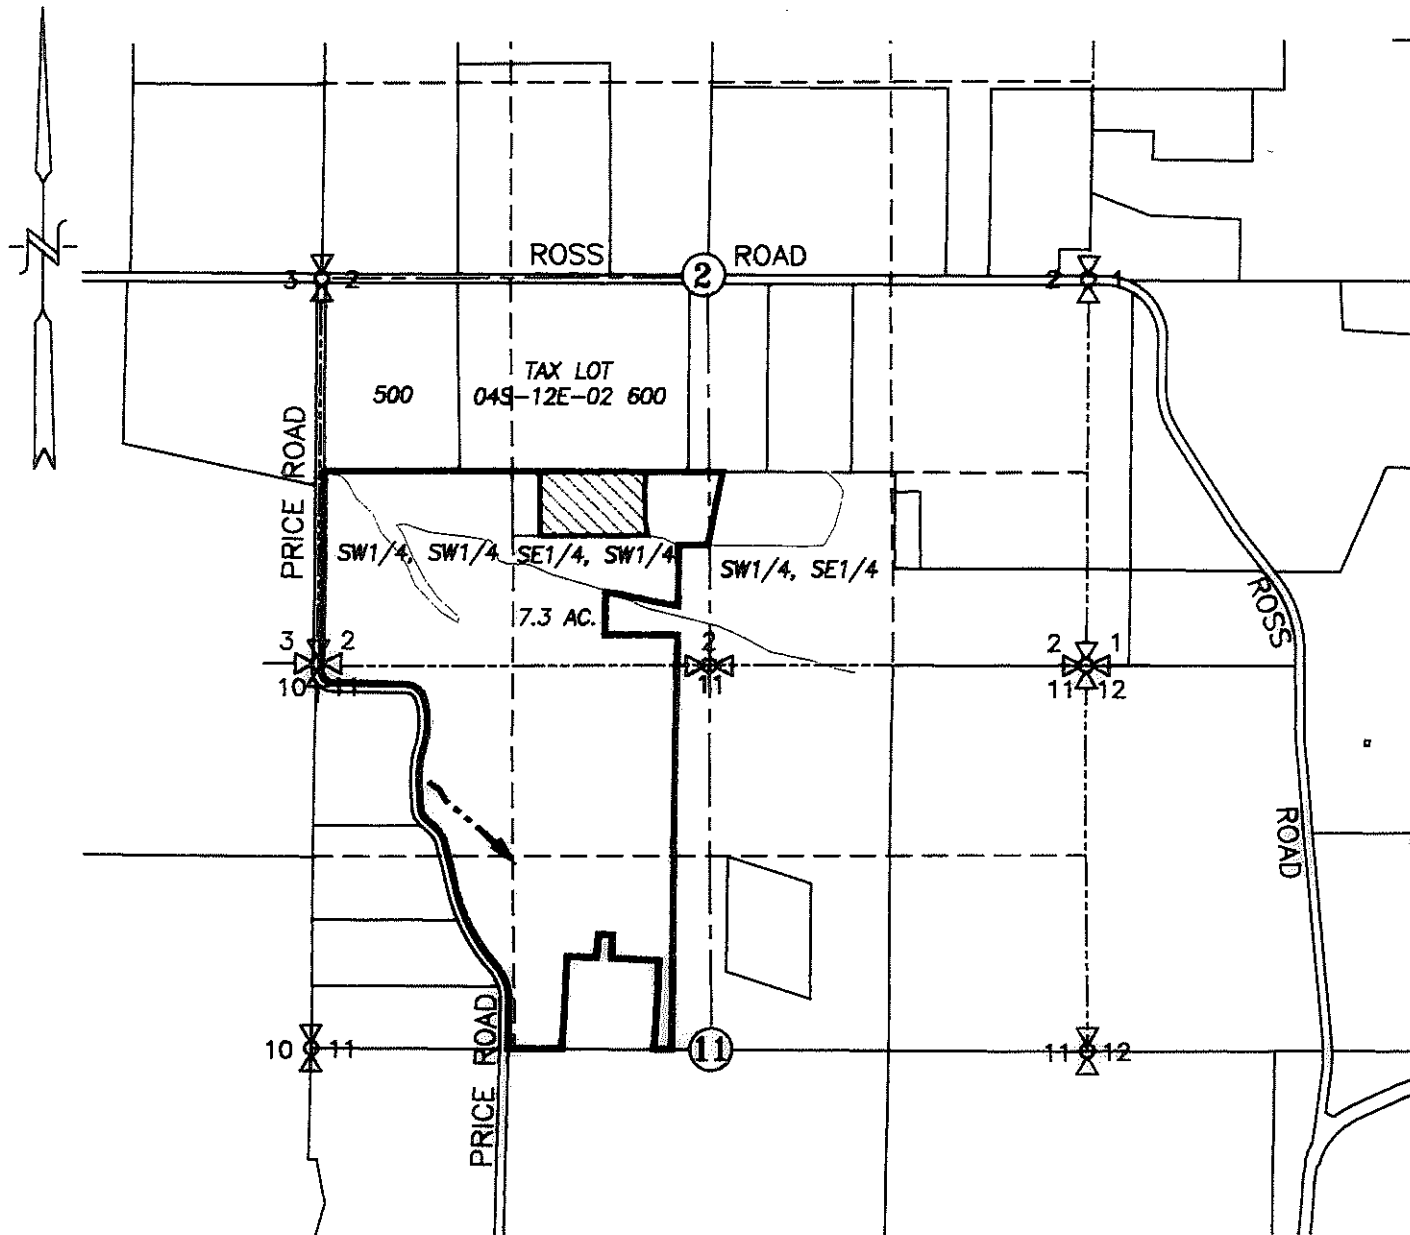 N
ROSS ROAD
3 2
2
2 1
TAX LOT
500 04S-12E-02 600
PRICE ROAD
SW1/4, SW1/4 SE1/4, SW1/4
SW1/4, SE1/4
7.3 AC.
ROSS
3 2
2
2 1
10 11
11
11 12
ROAD
PRICE ROAD
10 11
11
11 12